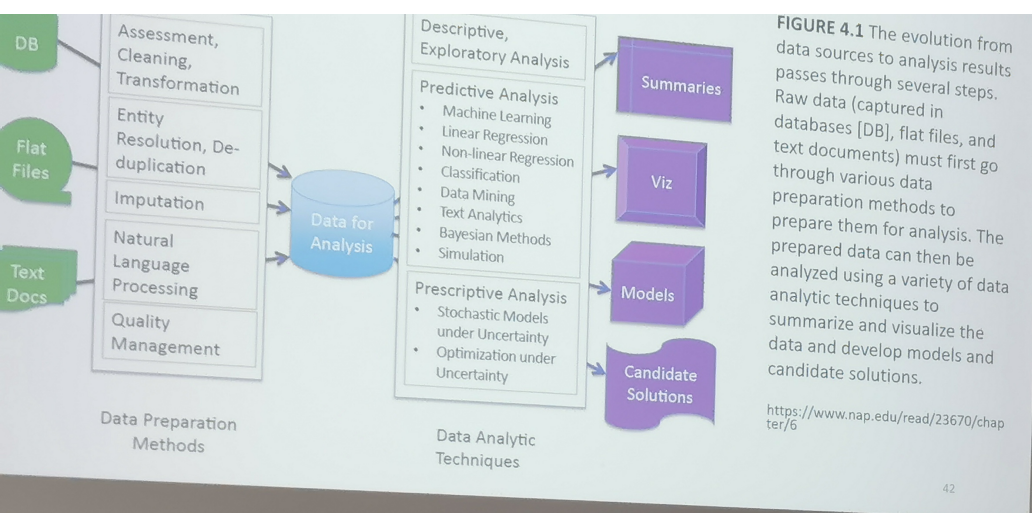 DB
Flat
Files
Text
Docs
Assessment,
Cleaning,
Transformation
Entity
Resolution, De-
duplication
Imputation
Natural
Language
Processing
Quality
Management
Data Preparation
Methods
Data for
Analysis
Descriptive,
Exploratory Analysis
Predictive Analysis
• Machine Learning
• Linear Regression
• Non-linear Regression
• Classification
• Data Mining
• Text Analytics
• Bayesian Methods
• Simulation
Prescriptive Analysis
• Stochastic Models
under Uncertainty
• Optimization under
Uncertainty
Data Analytic
Techniques
Summaries
Viz
Models
Candidate
Solutions
FIGURE 4.1 The evolution from
data sources to analysis results
passes through several steps.
Raw data (captured in
databases [DB], flat files, and
text documents) must first go
through various data
preparation methods to
prepare them for analysis. The
prepared data can then be
analyzed using a variety of data
analytic techniques to
summarize and visualize the
data and develop models and
candidate solutions.
https://www.nap.edu/read/23670/chap
ter/6
42